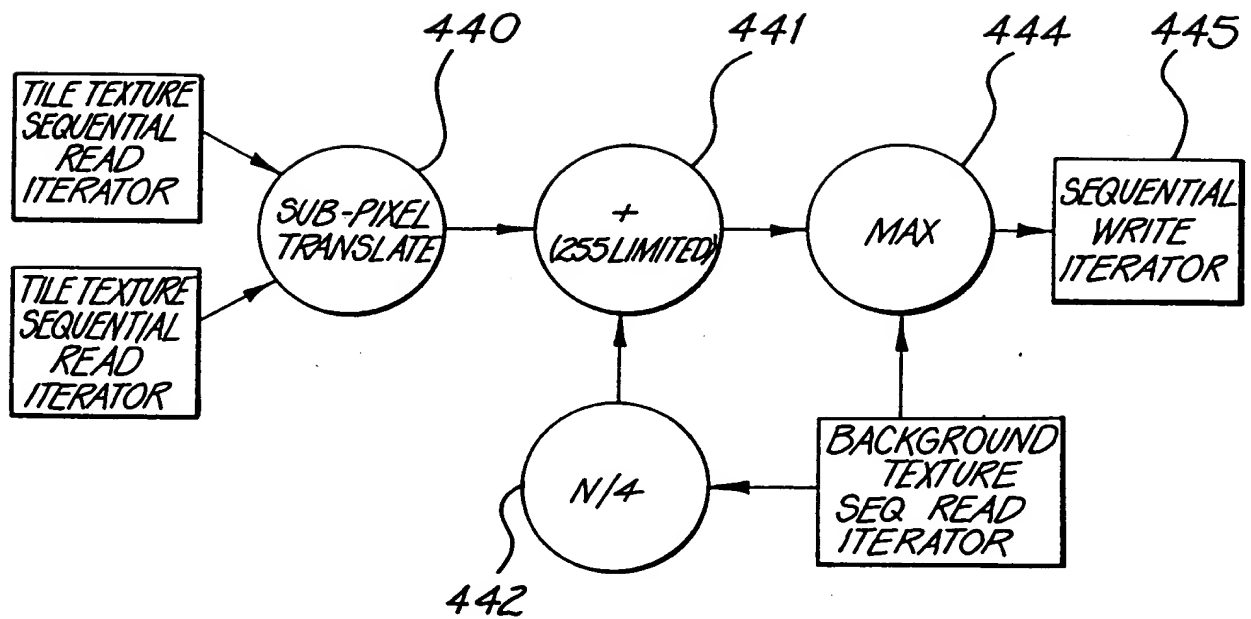 440
441
444
445
TILE TEXTURE
SEQUENTIAL
READ
ITERATOR
SUB-PIXEL
TRANSLATE
+
(255 LIMITED)
MAX
SEQUENTIAL
WRITE
ITERATOR
TILE TEXTURE
SEQUENTIAL
READ
ITERATOR
N/4
BACKGROUND
TEXTURE
SEQ READ
ITERATOR
442